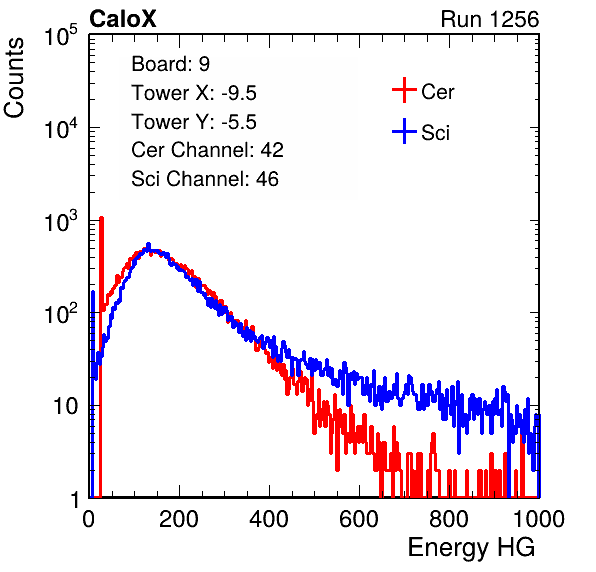 CaloX Run 1256
Counts
10^5
10^4
10^3
10^2
10
1
Board: 9
Tower X: -9.5
Tower Y: -5.5
Cer Channel: 42
Sci Channel: 46
Cer
Sci
0 200 400 600 800 1000
Energy HG